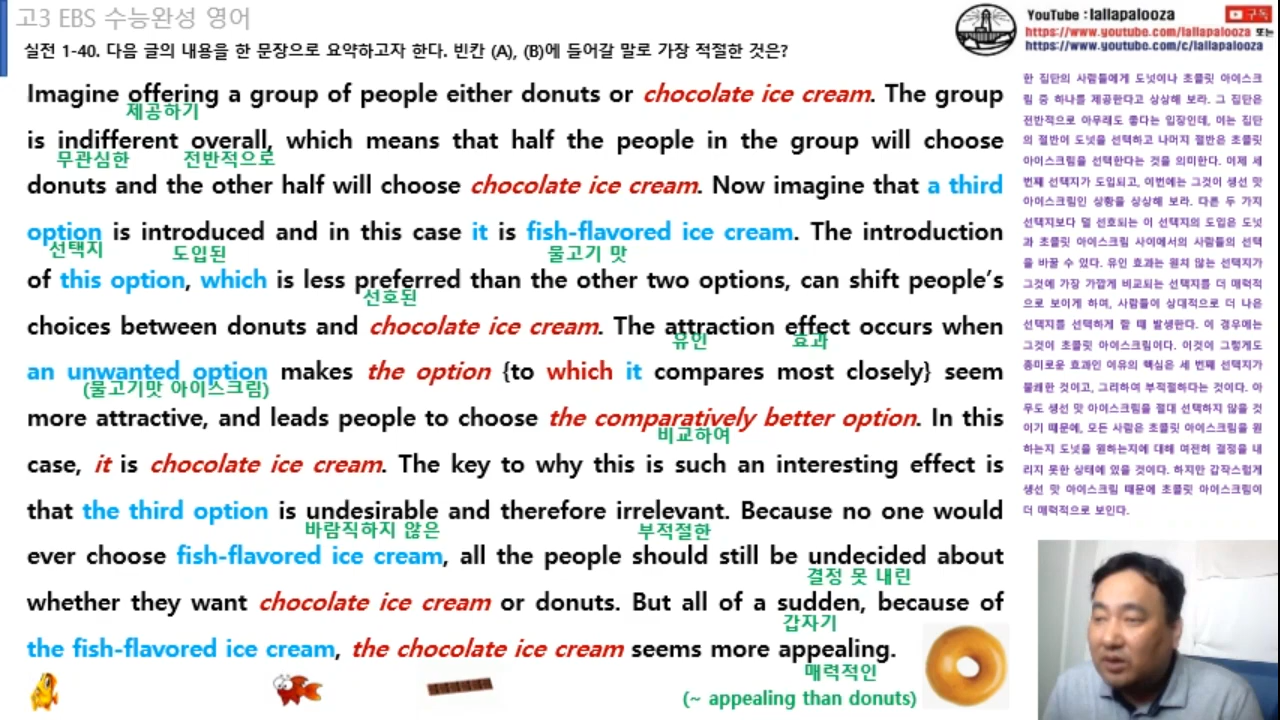 고3 EBS 수능완성 영어
실전 1-40. 다음 글의 내용을 한 문장으로 요약하고자 한다. 빈칸 (A), (B)에 들어갈 말로 가장 적절한 것은?
YouTube : lallapalooza
구독
https://www.youtube.com/lallapalooza 또는
https://www.youtube.com/c/lallapalooza
Imagine offering a group of people either donuts or chocolate ice cream. The group
제공하기
is indifferent overall, which means that half the people in the group will choose
무관심한 전반적으로
donuts and the other half will choose chocolate ice cream. Now imagine that a third
option is introduced and in this case it is fish-flavored ice cream. The introduction
선택지 도입된 물고기 맛
of this option, which is less preferred than the other two options, can shift people's
선호된
choices between donuts and chocolate ice cream. The attraction effect occurs when
유인 효과
an unwanted option makes the option {to which it compares most closely} seem
(물고기맛 아이스크림)
more attractive, and leads people to choose the comparatively better option. In this
비교하여
case, it is chocolate ice cream. The key to why this is such an interesting effect is
that the third option is undesirable and therefore irrelevant. Because no one would
바람직하지 않은 부적절한
ever choose fish-flavored ice cream, all the people should still be undecided about
결정 못 내린
whether they want chocolate ice cream or donuts. But all of a sudden, because of
갑자기
the fish-flavored ice cream, the chocolate ice cream seems more appealing.
매력적인
(~ appealing than donuts)
한 집단의 사람들에게 도넛이나 초콜릿 아이스크
림 중 하나를 제공한다고 상상해 보라. 그 집단은
전반적으로 아무래도 좋다는 입장인데, 이는 집단
의 절반이 도넛을 선택하고 나머지 절반은 초콜릿
아이스크림을 선택한다는 것을 의미한다. 이제 세
번째 선택지가 도입되고, 이번에는 그것이 생선 맛
아이스크림인 상황을 상상해 보라. 다른 두 가지
선택지보다 덜 선호되는 이 선택지의 도입은 도넛
과 초콜릿 아이스크림 사이에서의 사람들의 선택
을 바꿀 수 있다. 유인 효과는 원치 않는 선택지가
그것에 가장 가깝게 비교되는 선택지를 더 매력적
으로 보이게 하며, 사람들이 상대적으로 더 나은
선택지를 선택하게 할 때 발생한다. 이 경우에는
그것이 초콜릿 아이스크림이다. 이것이 그렇게도
흥미로운 효과인 이유의 핵심은 세 번째 선택지가
불쾌한 것이고, 그리하여 부적절하다는 것이다. 아
무도 생선 맛 아이스크림을 절대 선택하지 않을 것
이기 때문에, 모든 사람은 초콜릿 아이스크림을 원
하는지 도넛을 원하는지에 대해 여전히 결정을 내
리지 못한 상태에 있을 것이다. 하지만 갑작스럽게
생선 맛 아이스크림 때문에 초콜릿 아이스크림이
더 매력적으로 보인다.